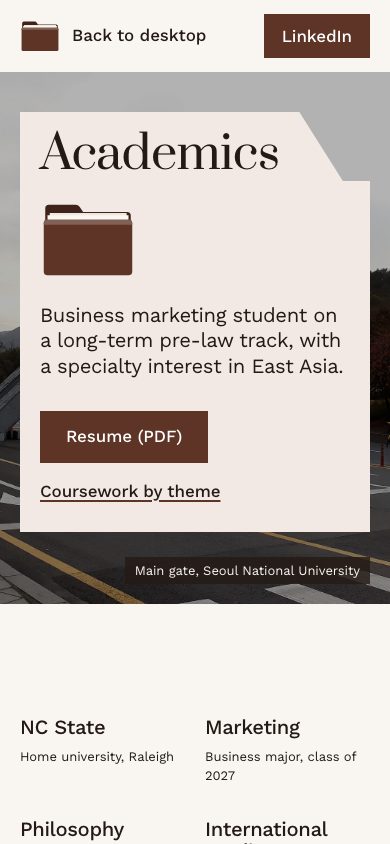 Back to desktop
LinkedIn
Academics
Business marketing student on
a long-term pre-law track, with
a specialty interest in East Asia.
Resume (PDF)
Coursework by theme
Main gate, Seoul National University
NC State
Home university, Raleigh
Marketing
Business major, class of
2027
Philosophy
International